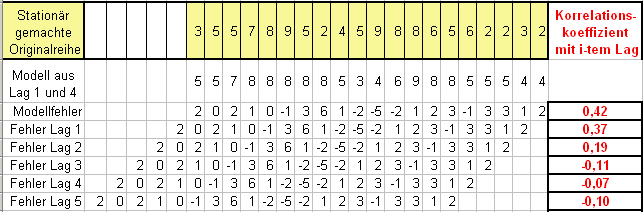 Stationär gemachte Originalreihe 3 5 5 7 8 8 9 5 2 4 5 9 5 8 6 6 2 2 3 2
Korrelations-koeffizient mit i-tem Lag
Modell aus Lag 1 und 4 5 5 7 8 8 8 8 8 5 3 4 6 9 8 6 8 5 5 4 4
Modellfehler 2 0 2 1 0 -1 3 6 1 -2 -5 -2 1 2 3 -1 3 3 1 2 0,42
Fehler Lag 1 2 0 2 1 0 -1 3 6 1 -2 -5 -2 1 2 3 -1 3 3 1 2 0,37
Fehler Lag 2 2 0 2 1 0 -1 3 6 1 -2 -5 -2 1 2 3 -1 3 3 1 2 0,19
Fehler Lag 3 2 0 2 1 0 -1 3 6 1 -2 -5 -2 1 2 3 -1 3 3 1 2 -0,11
Fehler Lag 4 2 0 2 1 0 -1 3 6 1 -2 -5 -2 1 2 3 -1 3 3 1 2 -0,07
Fehler Lag 5 2 0 2 1 0 -1 3 6 1 -2 -5 -2 1 2 3 -1 3 3 1 2 -0,10